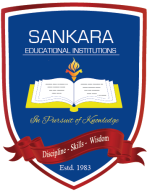 SANKARA
EDUCATIONAL INSTITUTIONS
In Pursuit of Knowledge
Discipline - Skills - Wisdom
Estd. 1983